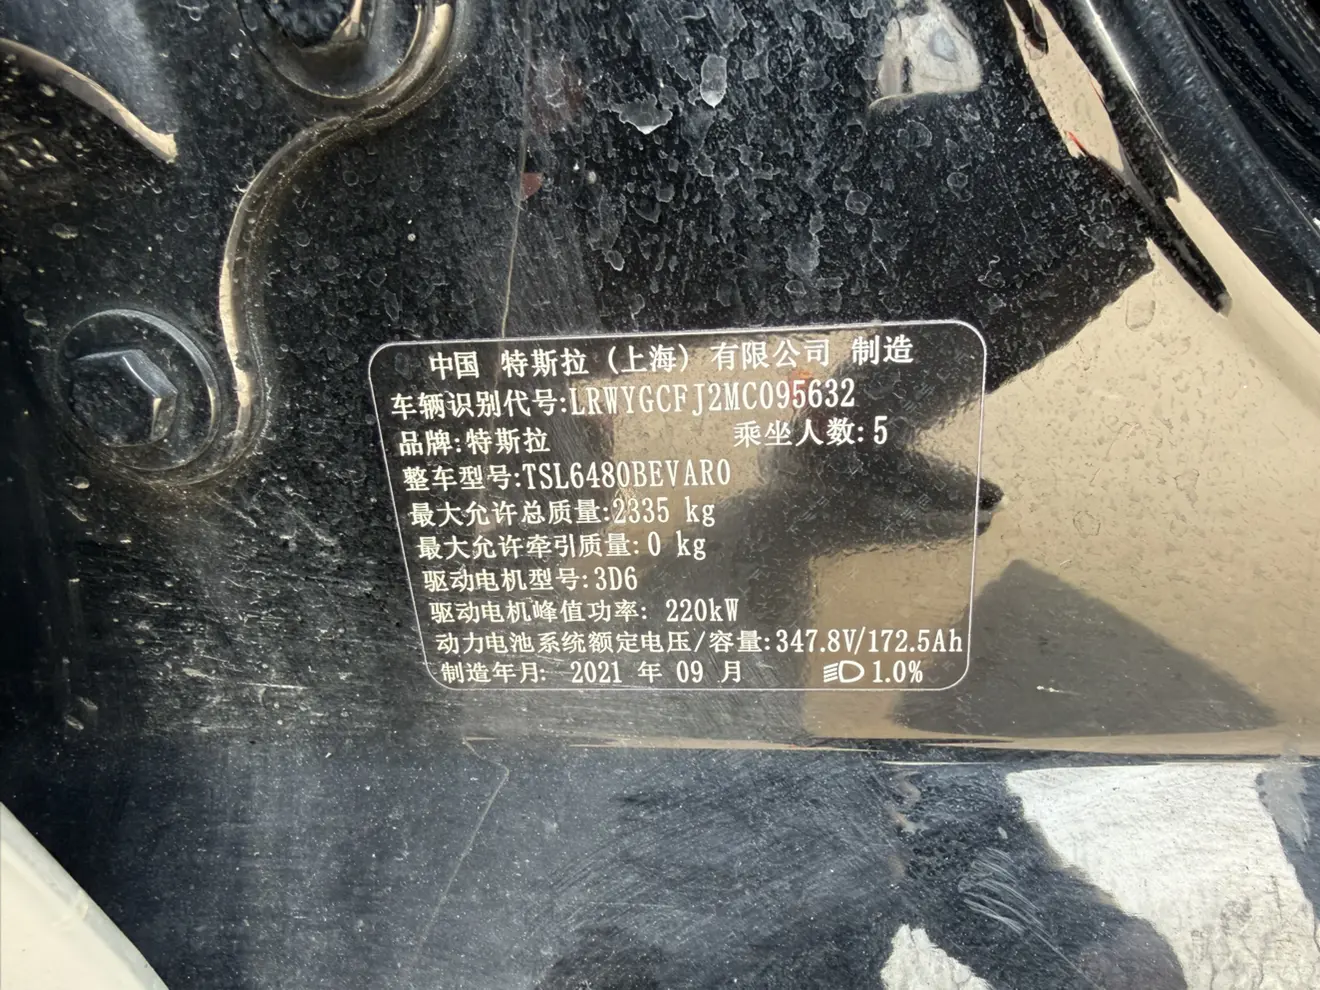 中国 特斯拉 (上海) 有限公司 制造
车辆识别代号:LRWYGCFJ2MC095632
品牌:特斯拉 乘坐人数:5
整车型号:TSL6480BEVAR0
最大允许总质量:2335 kg
最大允许牵引质量:0 kg
驱动电机型号:3D6
驱动电机峰值功率: 220kW
动力电池系统额定电压/容量:347.8V/172.5Ah
制造年月: 2021 年 09 月 1.0%